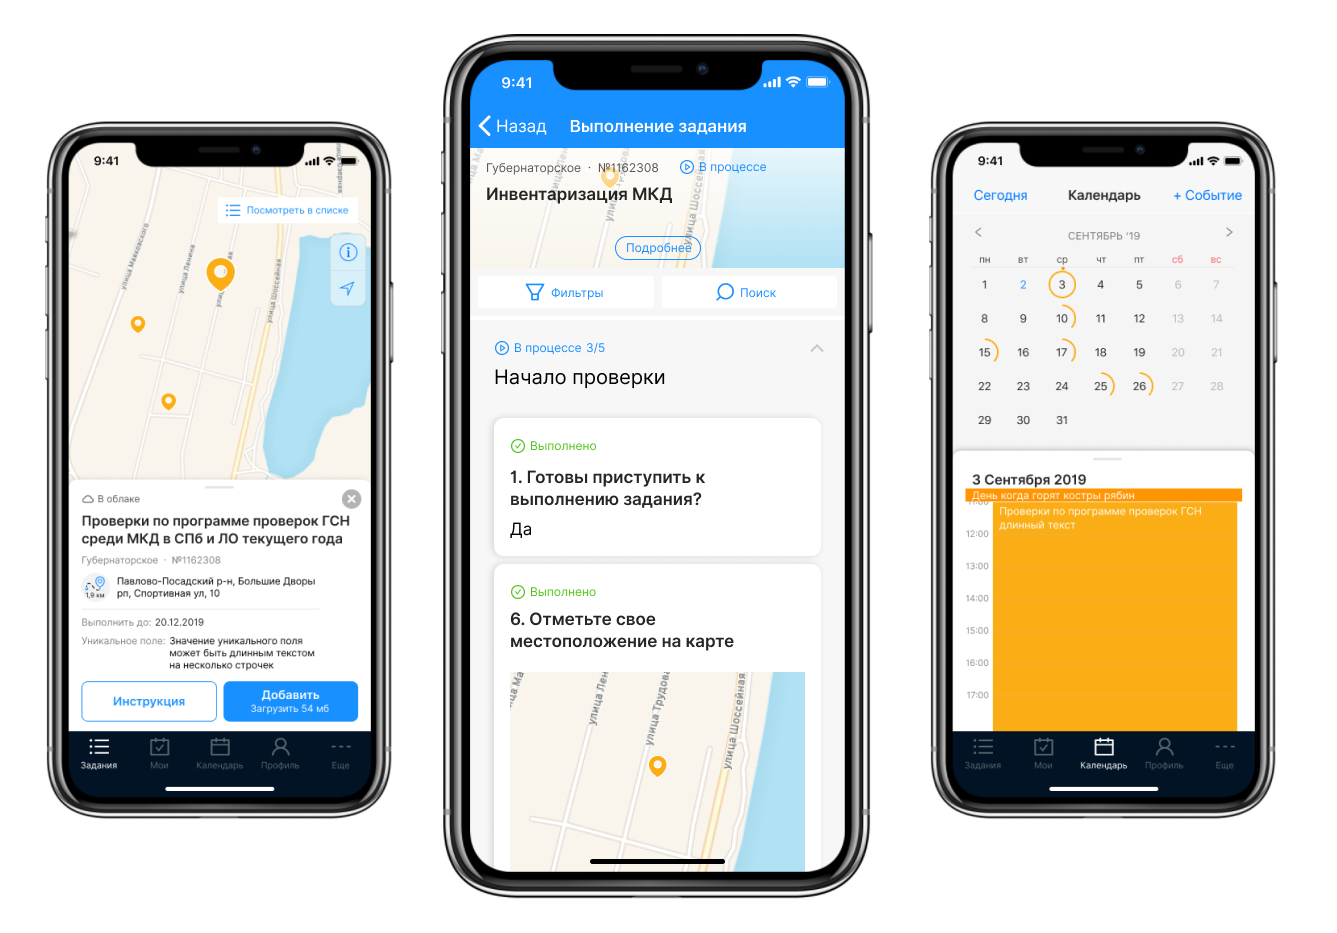 9:41
Посмотреть в списке
улица Маяковского
улица Ленина
улица Шоссейная
В облаке
Проверки по программе проверок ГСН
среди МКД в СПб и ЛО текущего года
Губернаторское · №1162308
1,9 км
Павлово-Посадский р-н, Большие Дворы
рп, Спортивная ул, 10
Выполнить до: 20.12.2019
Уникальное поле: Значение уникального поля
может быть длинным текстом
на несколько строчек
Инструкция
Добавить
Загрузить 54 мб
Задания
Мои
Календарь
Профиль
Еще
9:41
Назад
Выполнение задания
Губернаторское · №1162308
В процессе
Инвентаризация МКД
Подробнее
Фильтры
Поиск
В процессе 3/5
Начало проверки
Выполнено
1. Готовы приступить к
выполнению задания?
Да
Выполнено
6. Отметьте свое
местоположение на карте
улица Ма
улица Лен
улица Трудова
улица Шоссейная
9:41
Сегодня
Календарь
+ Событие
СЕНТЯБРЬ '19
пн вт ср чт пт сб вс
1 2 3 4 5 6 7
8 9 10 11 12 13 14
15 16 17 18 19 20 21
22 23 24 25 26 27 28
29 30 31
3 Сентября 2019
День когда горят костры рябин
11:00
Проверки по программе проверок ГСН
длинный текст
12:00
13:00
14:00
15:00
16:00
17:00
Задания
Мои
Календарь
Профиль
Еще